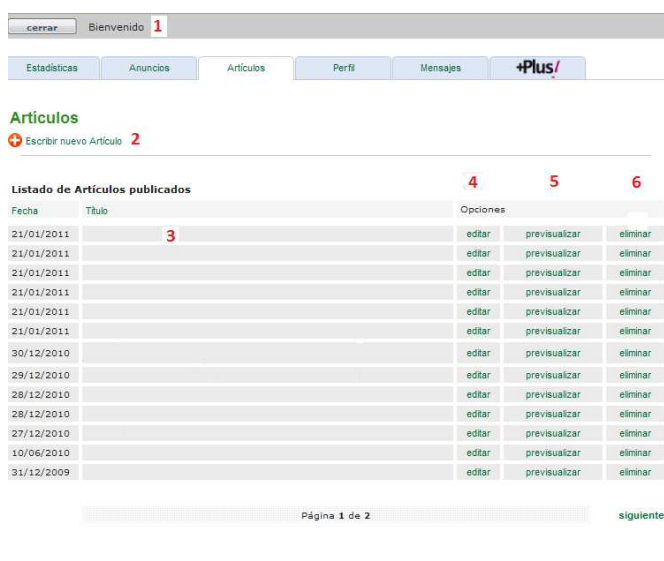 cerrar Bienvenido 1
Estadísticas Anuncios Artículos Perfil Mensajes +Plus!
Artículos
Escribir nuevo Artículo 2
4 5 6
Listado de Artículos publicados
Fecha Título Opciones
21/01/2011 3 editar previsualizar eliminar
21/01/2011 editar previsualizar eliminar
21/01/2011 editar previsualizar eliminar
21/01/2011 editar previsualizar eliminar
21/01/2011 editar previsualizar eliminar
21/01/2011 editar previsualizar eliminar
30/12/2010 editar previsualizar eliminar
29/12/2010 editar previsualizar eliminar
28/12/2010 editar previsualizar eliminar
28/12/2010 editar previsualizar eliminar
27/12/2010 editar previsualizar eliminar
10/06/2010 editar previsualizar eliminar
31/12/2009 editar previsualizar eliminar
Página 1 de 2 siguiente